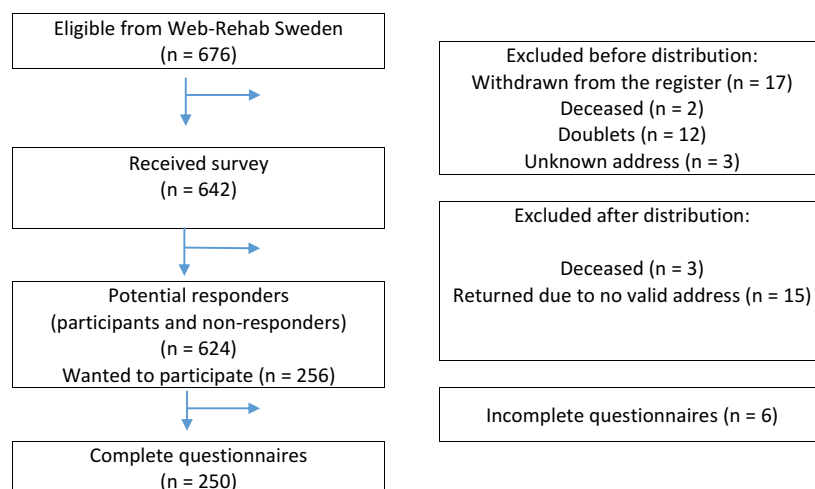 Eligible from Web-Rehab Sweden
(n = 676)
Excluded before distribution:
Withdrawn from the register (n = 17)
Deceased (n = 2)
Doublets (n = 12)
Unknown address (n = 3)
Received survey
(n = 642)
Excluded after distribution:
Deceased (n = 3)
Returned due to no valid address (n = 15)
Potential responders
(participants and non-responders)
(n = 624)
Wanted to participate (n = 256)
Incomplete questionnaires (n = 6)
Complete questionnaires
(n = 250)